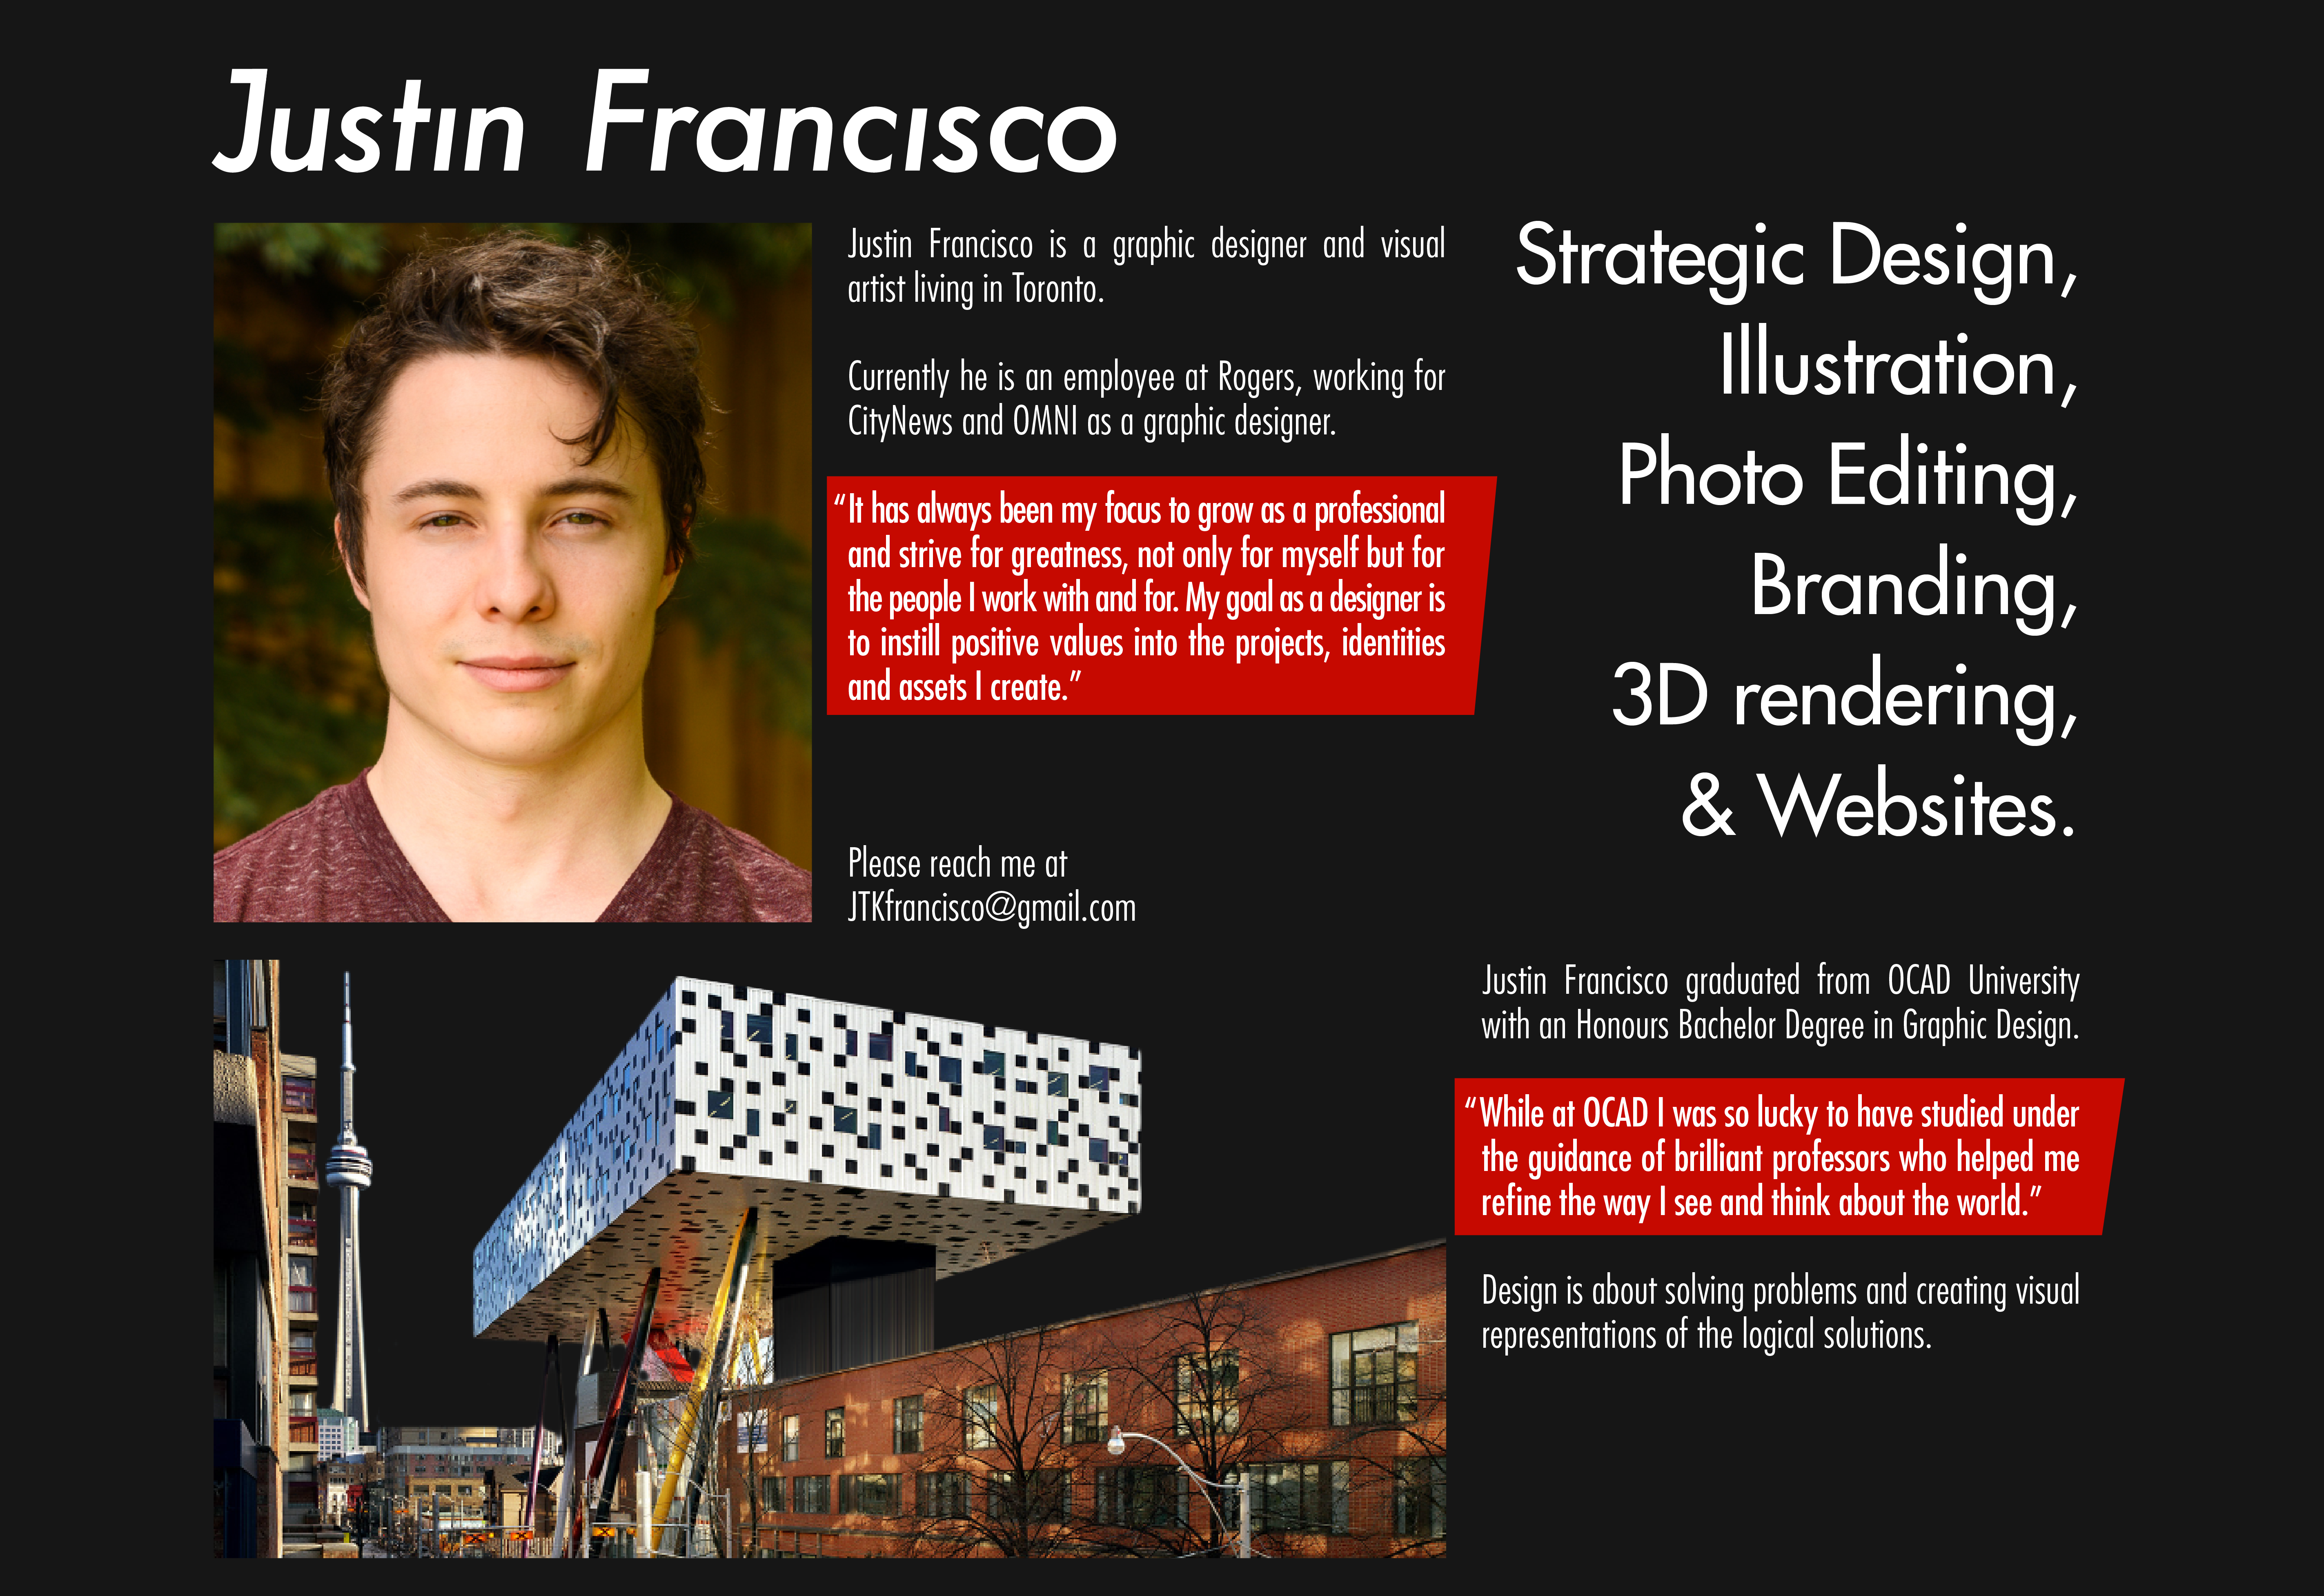 Justin Francisco
Justin Francisco is a graphic designer and visual
artist living in Toronto.
Currently he is an employee at Rogers, working for
CityNews and OMNI as a graphic designer.
“It has always been my focus to grow as a professional
and strive for greatness, not only for myself but for
the people I work with and for. My goal as a designer is
to instill positive values into the projects, identities
and assets I create.”
Please reach me at
JTKfrancisco@gmail.com
Strategic Design,
Illustration,
Photo Editing,
Branding,
3D rendering,
& Websites.
Justin Francisco graduated from OCAD University
with an Honours Bachelor Degree in Graphic Design.
“While at OCAD I was so lucky to have studied under
the guidance of brilliant professors who helped me
refine the way I see and think about the world.”
Design is about solving problems and creating visual
representations of the logical solutions.